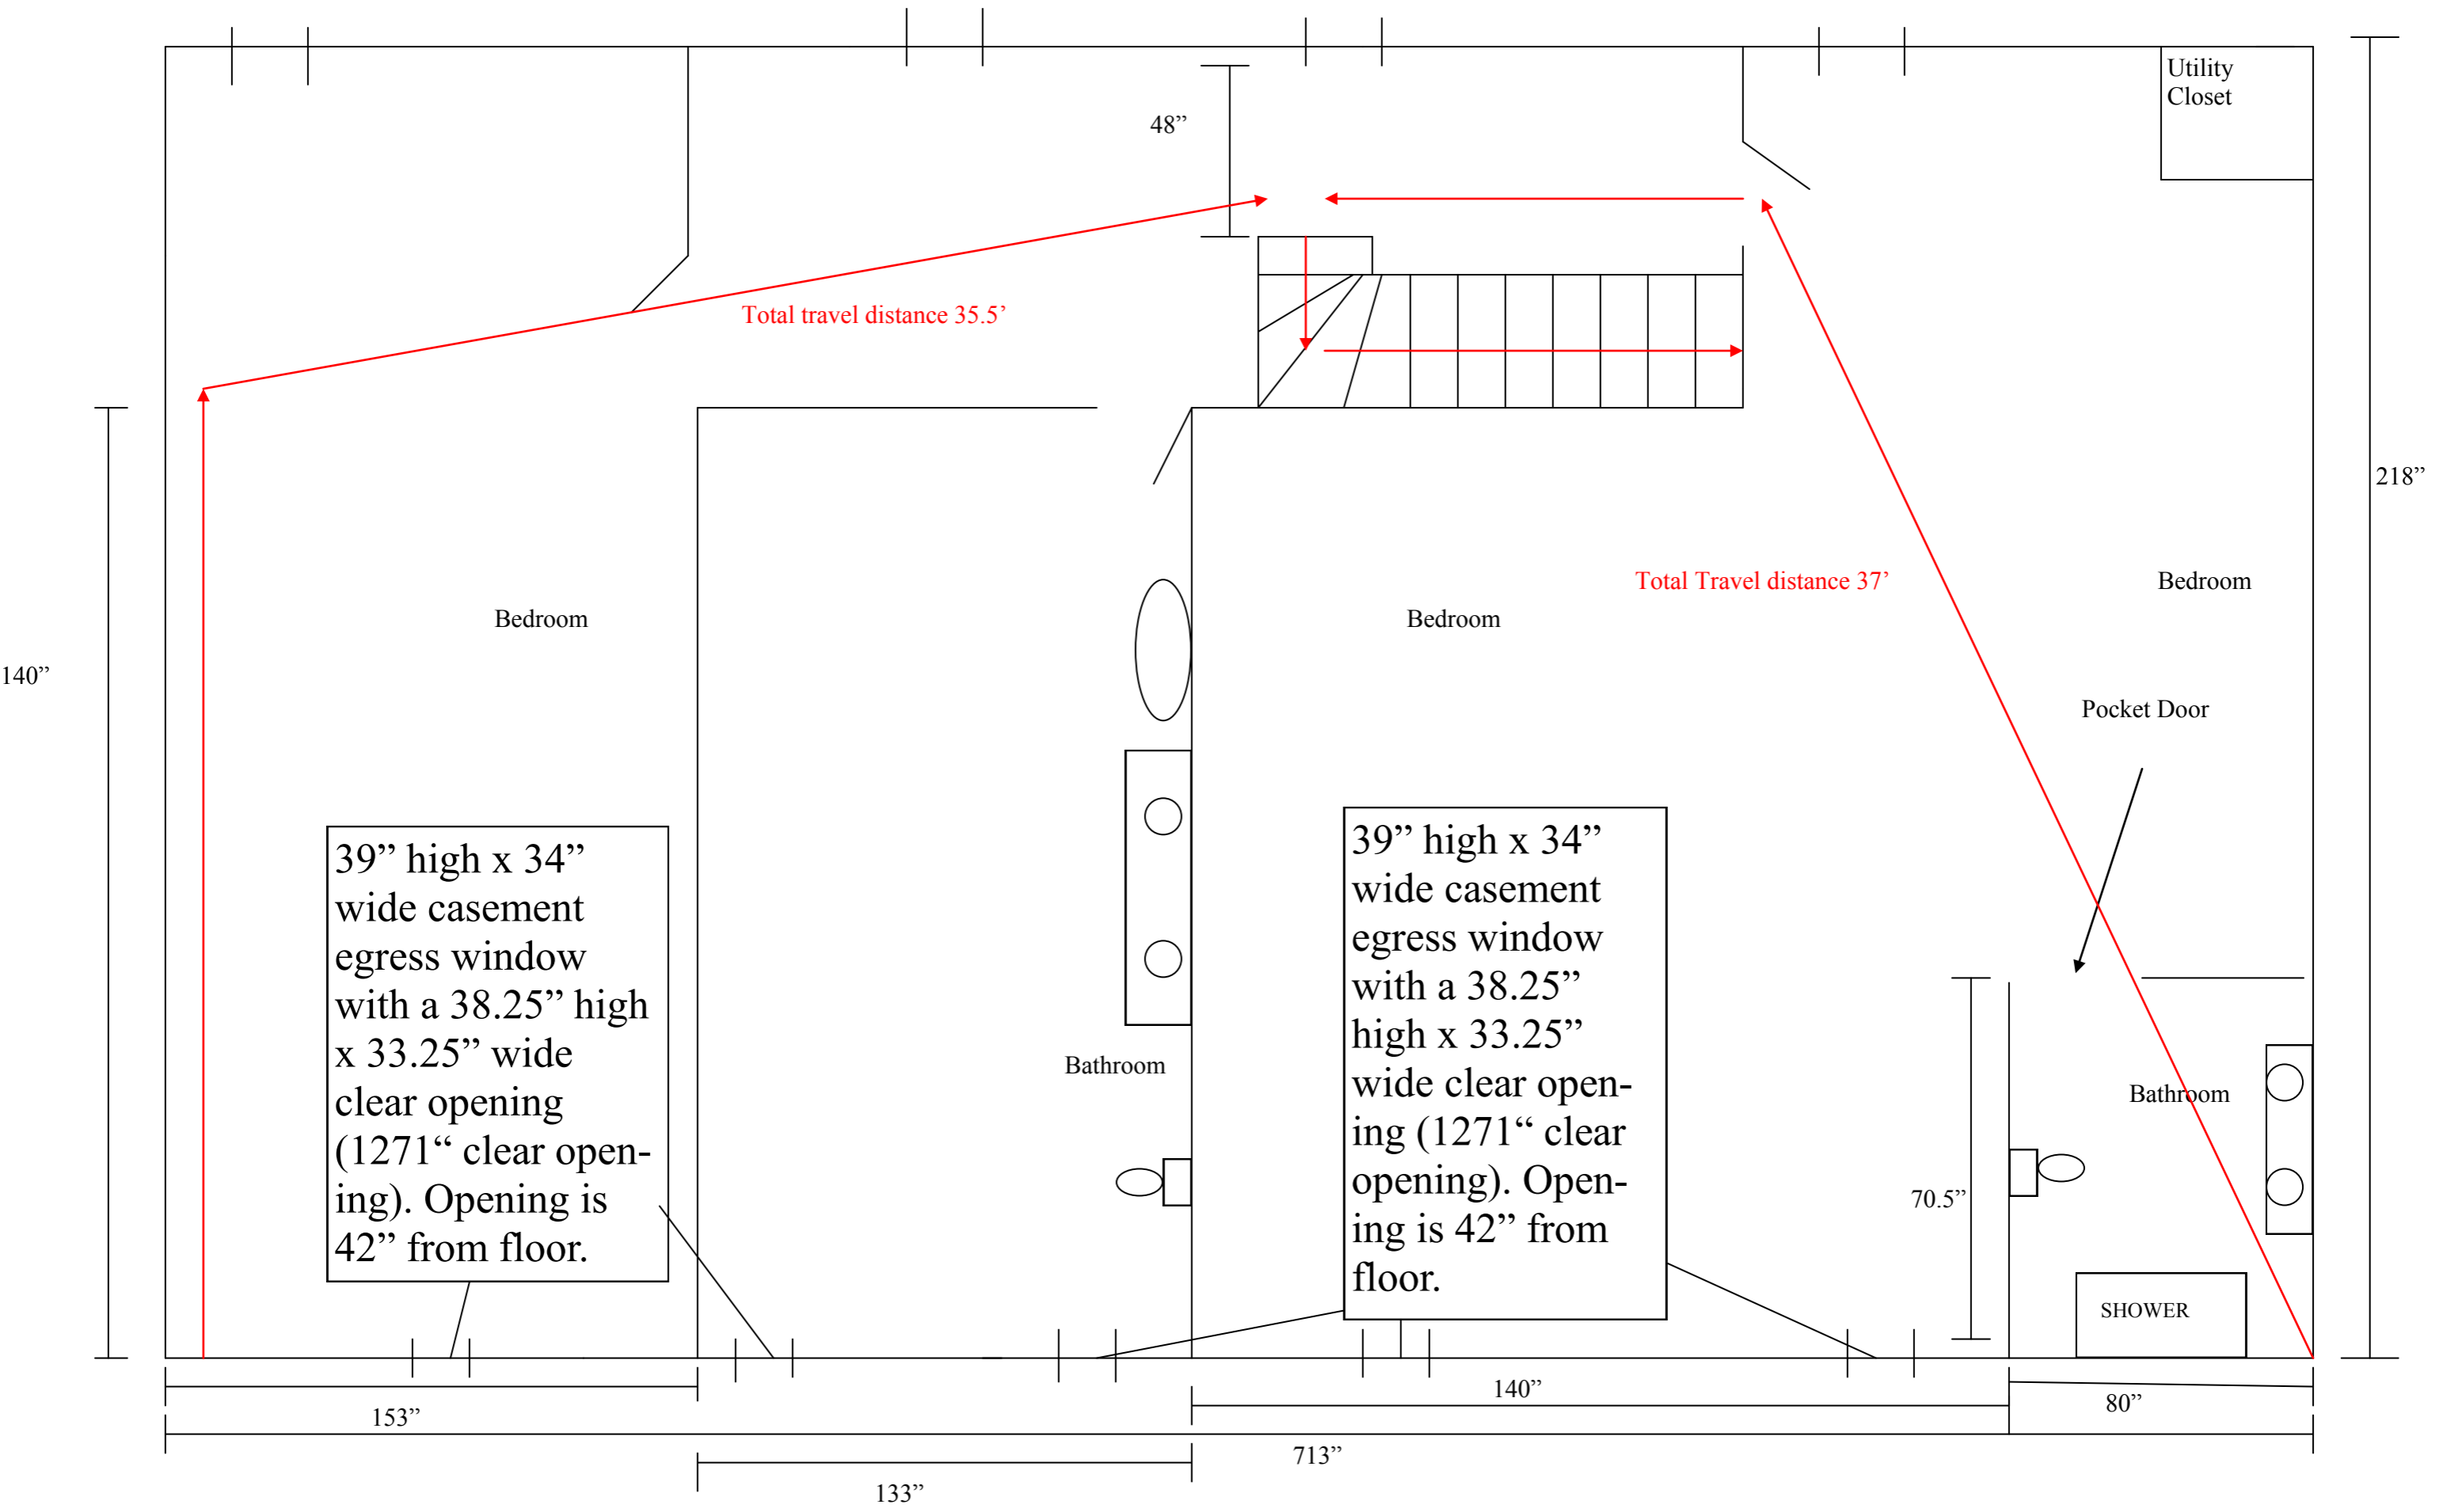 Utility
Closet
48”
Total travel distance 35.5’
218”
Total Travel distance 37’
Bedroom
Bedroom
Bedroom
140”
Pocket Door
39” high x 34”
wide casement
egress window
with a 38.25” high
x 33.25” wide
clear opening
(1271“ clear open-
ing). Opening is
42” from floor.
39” high x 34”
wide casement
egress window
with a 38.25”
high x 33.25”
wide clear open-
ing (1271“ clear
opening). Open-
ing is 42” from
floor.
Bathroom
Bathroom
70.5”
SHOWER
140”
80”
153”
713”
133”